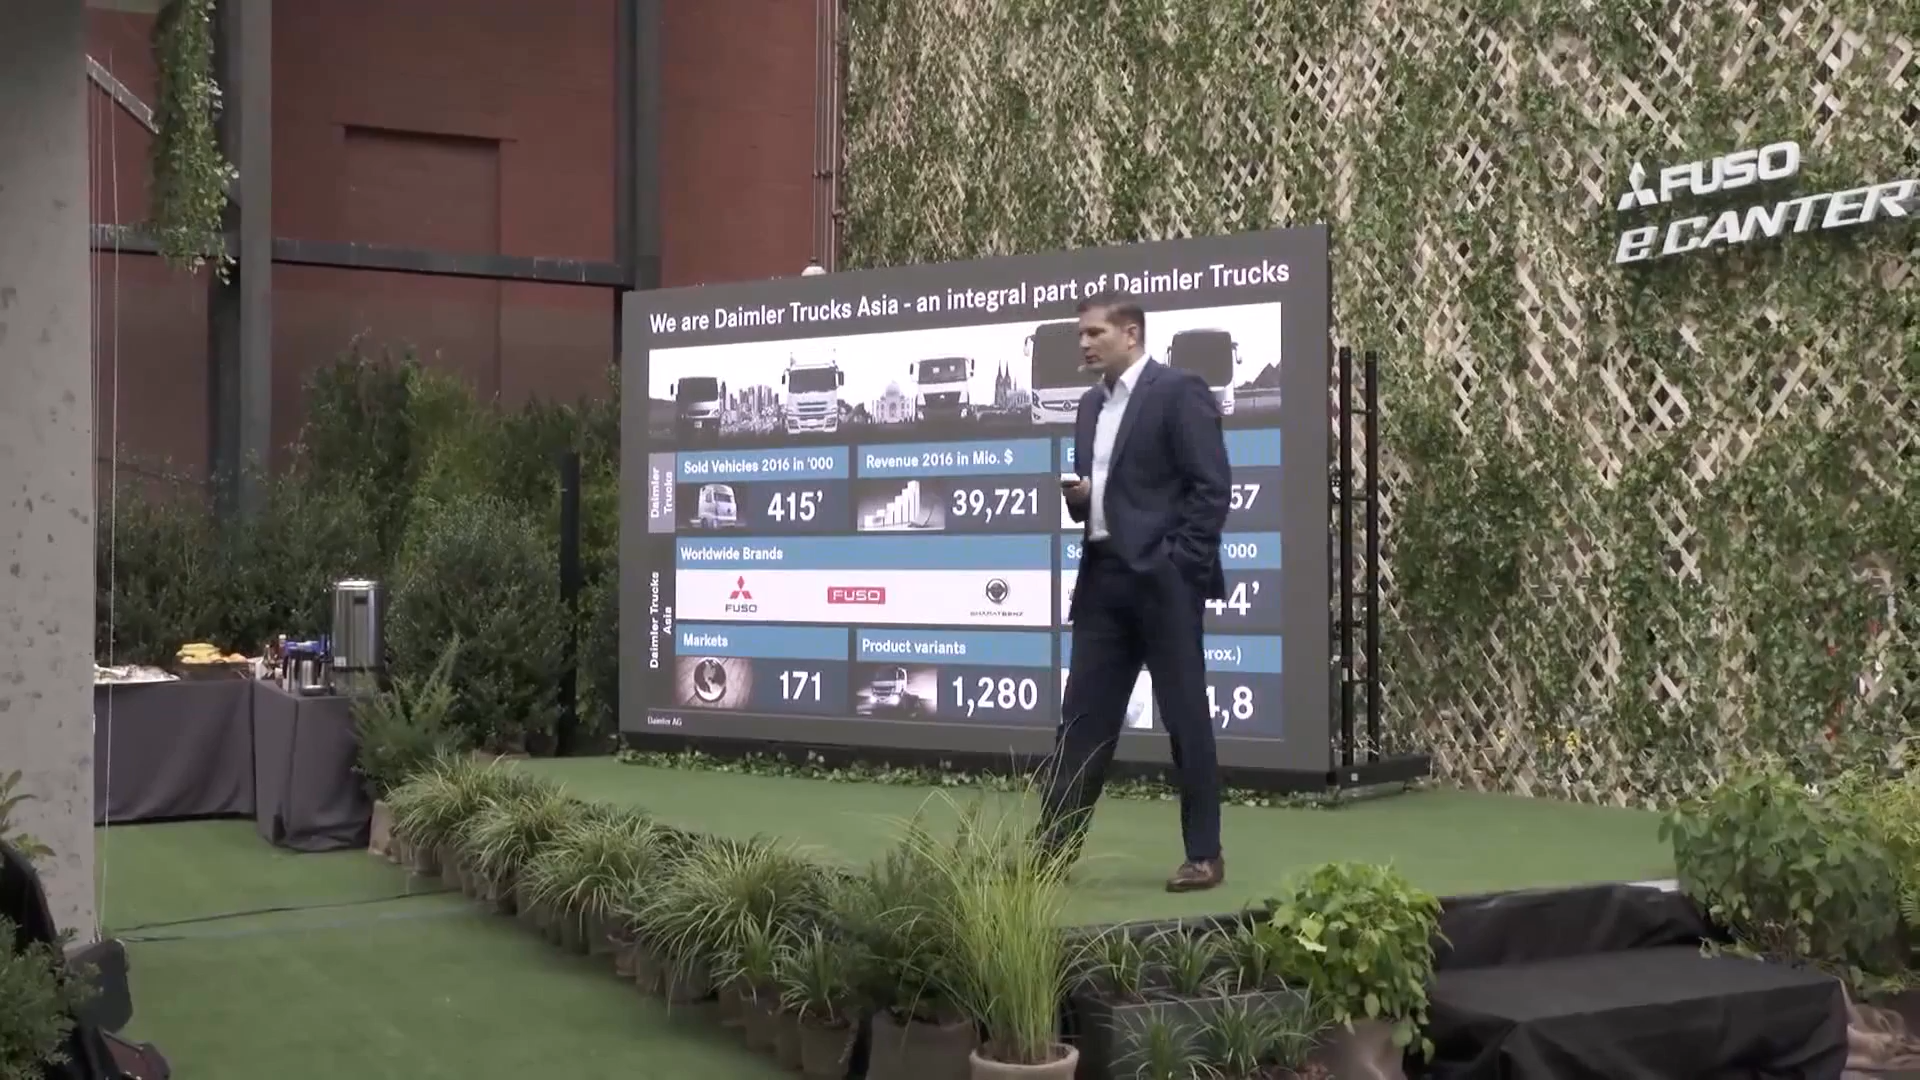 FUSO
eCANTER
We are Daimler Trucks Asia - an integral part of Daimler Trucks
Daimler Trucks
Sold Vehicles 2016 in '000
415'
Revenue 2016 in Mio. $
39,721
57
Daimler Trucks Asia
Worldwide Brands
FUSO
FUSO
BHARATBENZ
'000
44'
Markets
171
Product variants
1,280
prox.)
4,8
Daimler AG